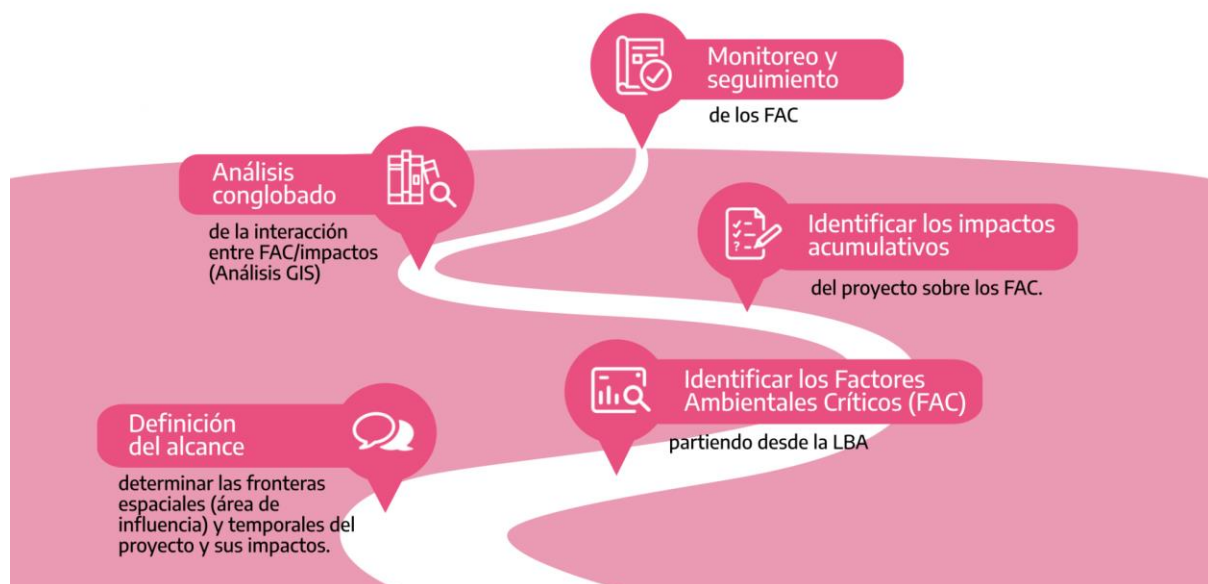 Monitoreo y
seguimiento
de los FAC
Análisis
conglobado
de la interacción
entre FAC/impactos
(Análisis GIS)
Identificar los impactos
acumulativos
del proyecto sobre los FAC.
Identificar los Factores
Ambientales Críticos (FAC)
partiendo desde la LBA
Definición
del alcance
determinar las fronteras
espaciales (área de
influencia) y temporales del
proyecto y sus impactos.